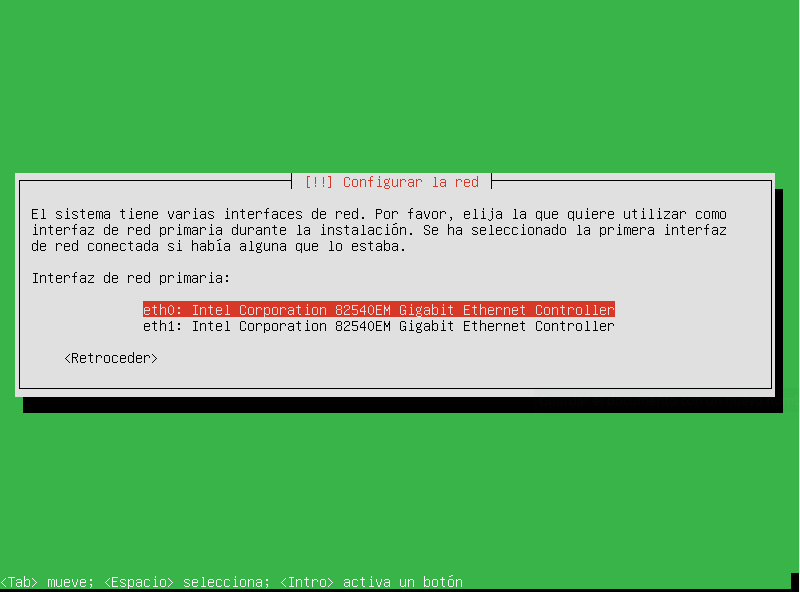 [!!] Configurar la red
El sistema tiene varias interfaces de red. Por favor, elija la que quiere utilizar como
interfaz de red primaria durante la instalación. Se ha seleccionado la primera interfaz
de red conectada si había alguna que lo estaba.
Interfaz de red primaria:
eth0: Intel Corporation 82540EM Gigabit Ethernet Controller
eth1: Intel Corporation 82540EM Gigabit Ethernet Controller
<Retroceder>
<Tab> mueve; <Espacio> selecciona; <Intro> activa un botón